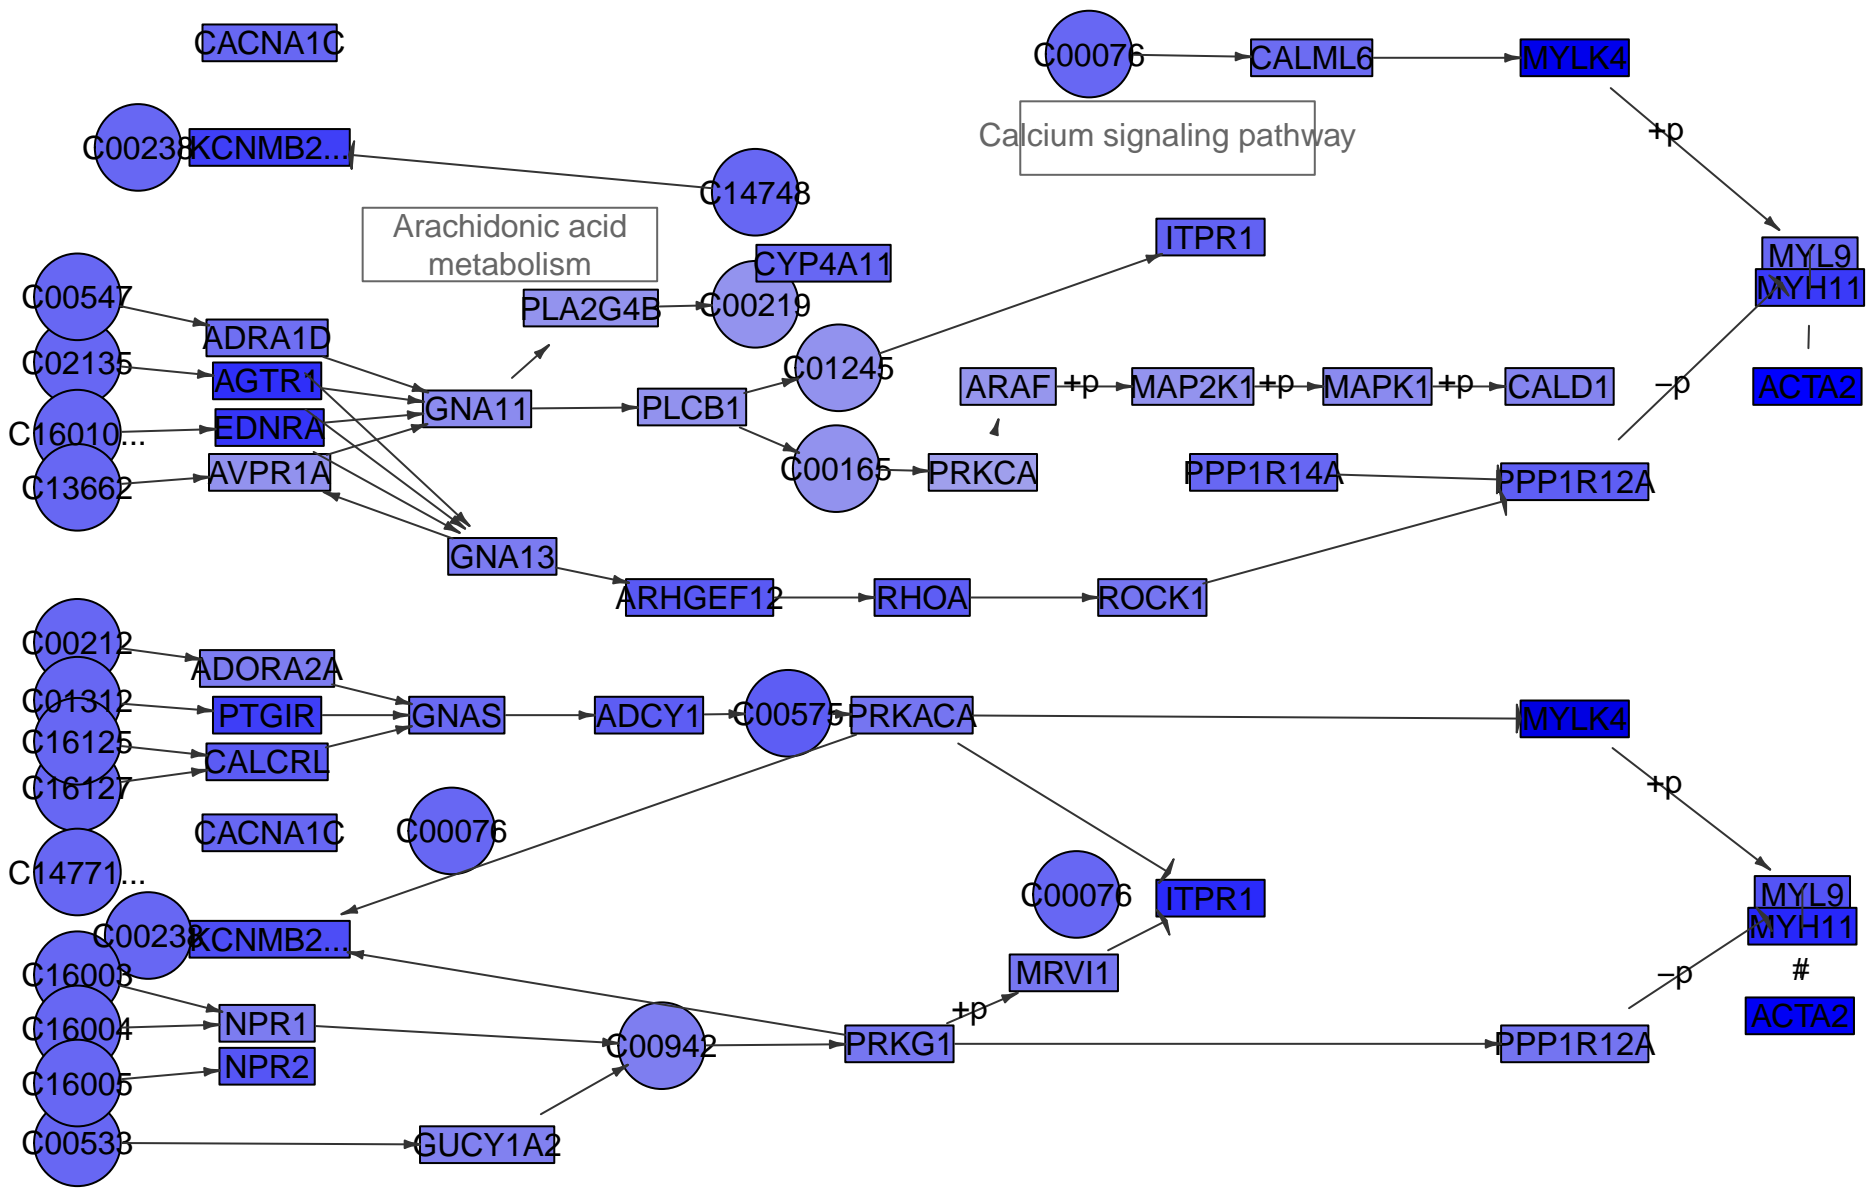 CACNA1C
C00076
CALML6
MYLK4
Calcium signaling pathway
+p
C00238
KCNMB2...
C14748
Arachidonic acid
metabolism
CYP4A11
ITPR1
MYL9
MYH11
C00547
PLA2G4B
C00219
ADRA1D
C02135
AGTR1
C01245
ARAF
+p
MAP2K1
+p
MAPK1
+p
CALD1
–p
ACTA2
GNA11
PLCB1
C16010...
EDNRA
C13662
AVPR1A
C00165
PRKCA
PPP1R14A
PPP1R12A
GNA13
ARHGEF12
RHOA
ROCK1
C00212
ADORA2A
C01312
PTGIR
GNAS
ADCY1
C00575
PRKACA
MYLK4
C16125
CALCRL
C16127
+p
CACNA1C
C00076
C14771...
C00076
ITPR1
MYL9
MYH11
C00238
KCNMB2...
C16003
MRVI1
–p
#
+p
C16004
NPR1
ACTA2
C00942
PRKG1
PPP1R12A
C16005
NPR2
C00533
GUCY1A2